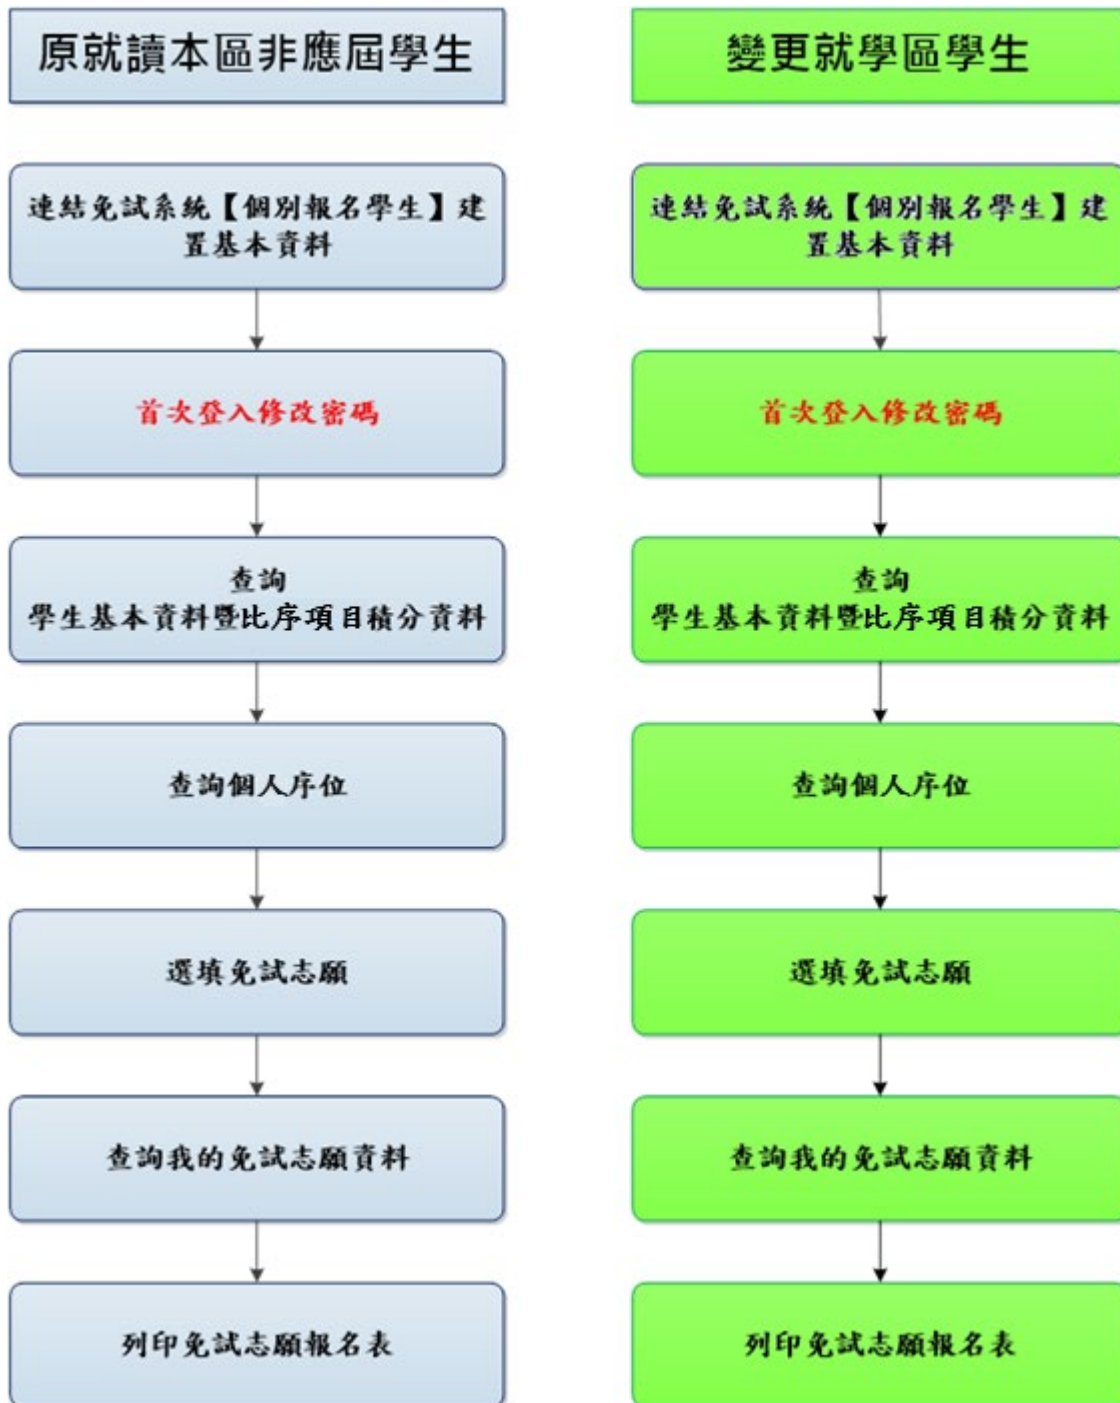 原就讀本區非應屆學生
連結免試系統【個別報名學生】建
置基本資料
首次登入修改密碼
查詢
學生基本資料暨比序項目積分資料
查詢個人序位
選填免試志願
查詢我的免試志願資料
列印免試志願報名表
變更就學區學生
連結免試系統【個別報名學生】建
置基本資料
首次登入修改密碼
查詢
學生基本資料暨比序項目積分資料
查詢個人序位
選填免試志願
查詢我的免試志願資料
列印免試志願報名表